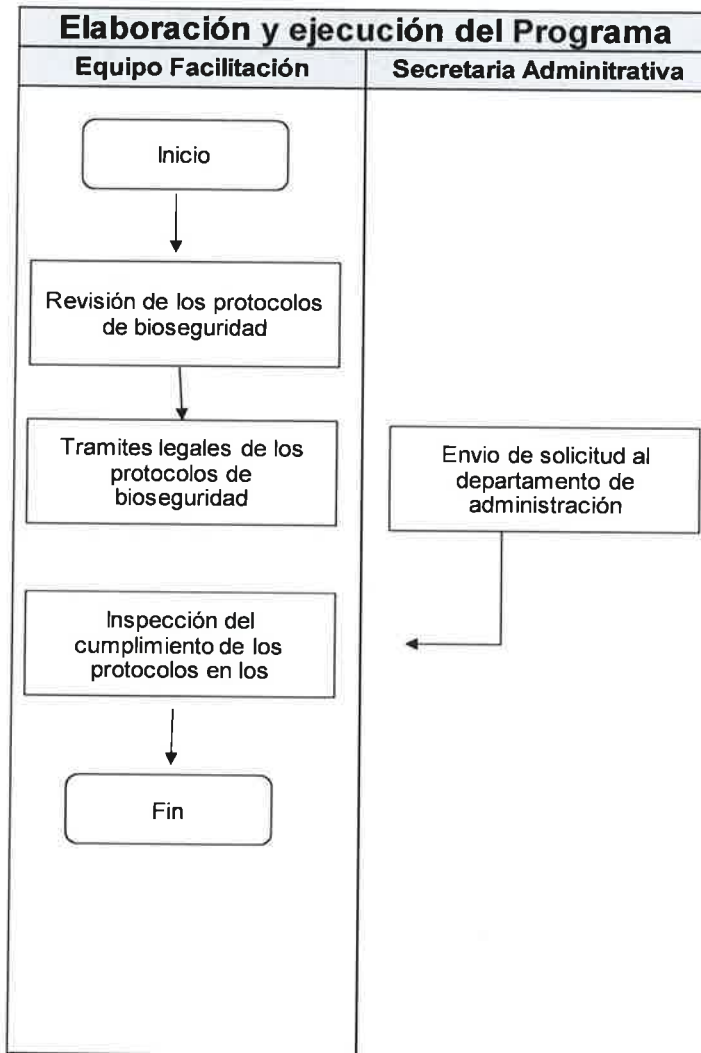 Elaboración y ejecución del Programa
Equipo Facilitación
Secretaria Adminitrativa
Inicio
Revisión de los protocolos
de bioseguridad
Tramites legales de los
protocolos de
bioseguridad
Envio de solicitud al
departamento de
administración
Inspección del
cumplimiento de los
protocolos en los
Fin